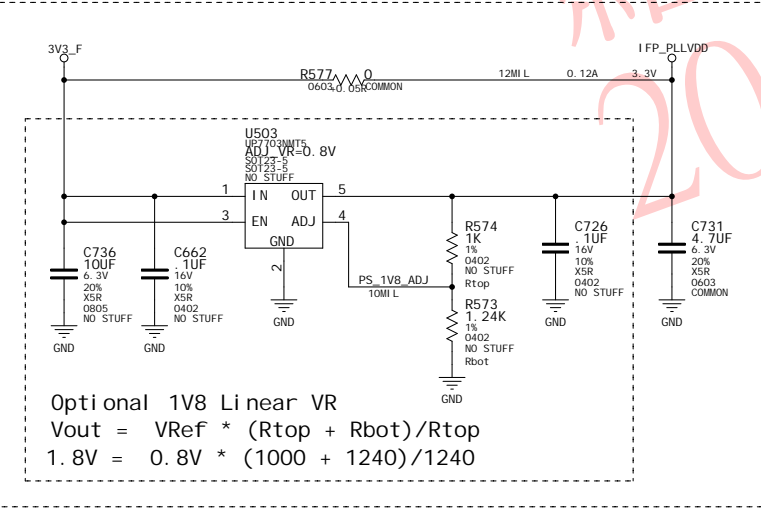 3V3_F
IFP_PLLVDD
R577
0
0603
+0.05R
COMMON
12MIL
0.12A
3.3V
U503
UP7703NMT5
ADJ_VR=0.8V
SOT23-5
SOT23-5
NO STUFF
1
IN
OUT
5
3
EN
ADJ
4
GND
2
GND
C736
10UF
6.3V
20%
X5R
0805
NO STUFF
GND
C662
.1UF
16V
10%
X5R
0402
NO STUFF
GND
PS_1V8_ADJ
10MIL
R574
1K
1%
0402
NO STUFF
Rtop
R573
1.24K
1%
0402
NO STUFF
Rbot
GND
C726
.1UF
16V
10%
X5R
0402
NO STUFF
GND
C731
4.7UF
6.3V
20%
X5R
0603
COMMON
GND
Optional 1V8 Linear VR
Vout = VRef * (Rtop + Rbot)/Rtop
1.8V = 0.8V * (1000 + 1240)/1240
20